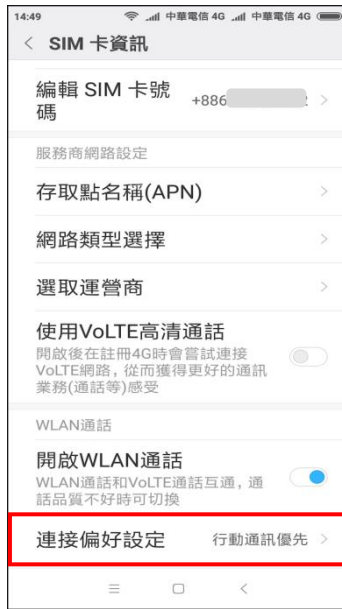 14:49 中華電信 4G 中華電信 4G
SIM 卡資訊
編輯 SIM 卡號
碼
+886
服務商網路設定
存取點名稱(APN)
網路類型選擇
選取運營商
使用VoLTE高清通話
開啟後在註冊4G時會嘗試連接
VoLTE網路，從而獲得更好的通訊
業務(通話等)感受
WLAN通話
開啟WLAN通話
WLAN通話和VoLTE通話互通，通
話品質不好時可切換
連接偏好設定 行動通訊優先